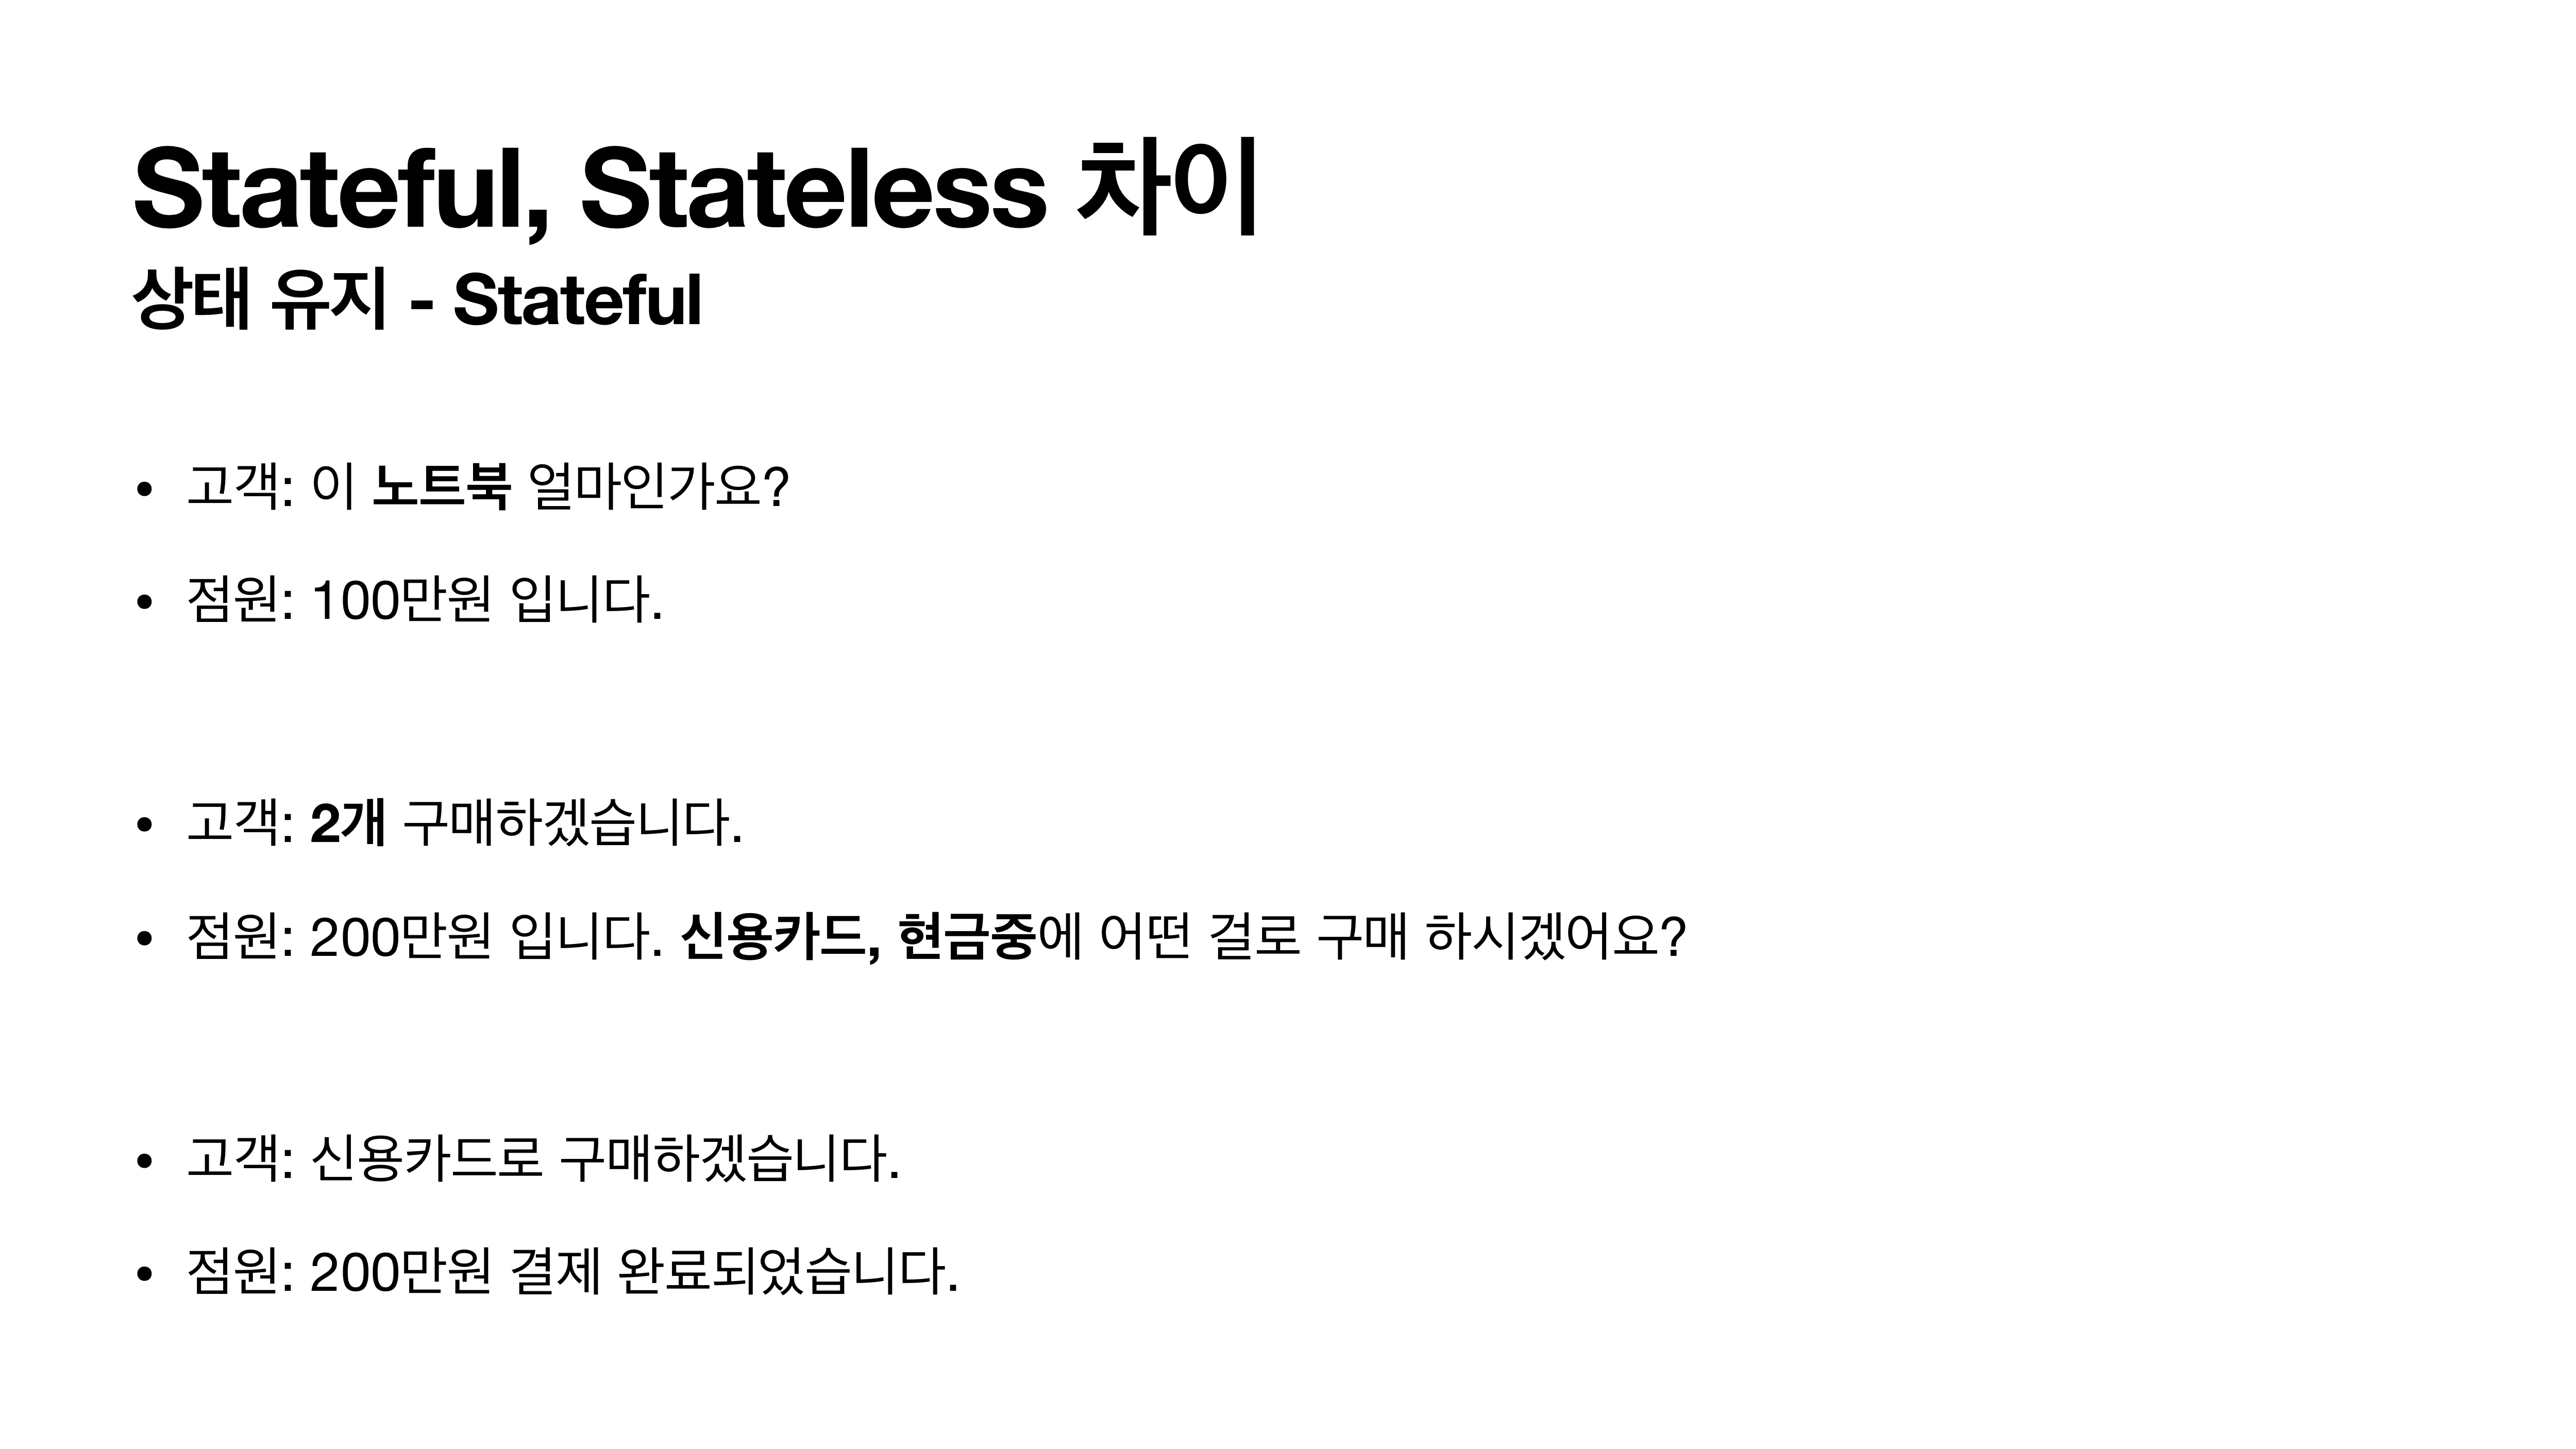 Stateful, Stateless 차이
상태 유지 - Stateful
• 고객: 이 노트북 얼마인가요?
• 점원: 100만원 입니다.
• 고객: 2개 구매하겠습니다.
• 점원: 200만원 입니다. 신용카드, 현금중에 어떤 걸로 구매 하시겠어요?
• 고객: 신용카드로 구매하겠습니다.
• 점원: 200만원 결제 완료되었습니다.